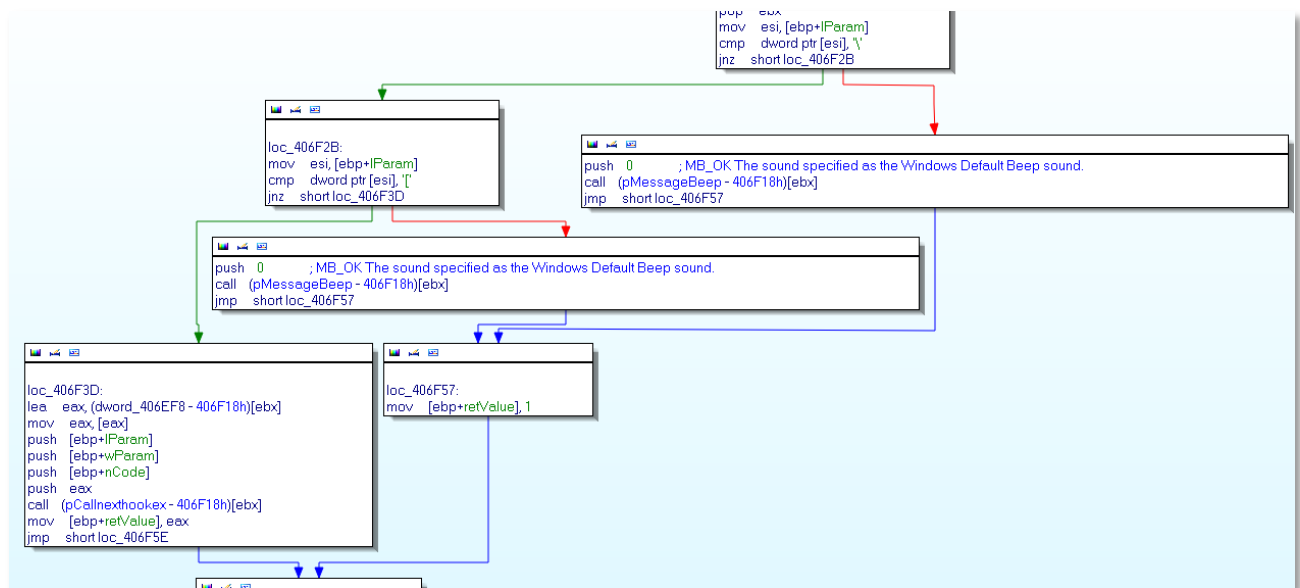 pop ebx
mov esi, [ebp+lParam]
cmp dword ptr [esi], '\'
jnz short loc_406F2B
loc_406F2B:
mov esi, [ebp+lParam]
cmp dword ptr [esi], '['
jnz short loc_406F3D
push 0 ; MB_OK The sound specified as the Windows Default Beep sound.
call (pMessageBeep - 406F18h)[ebx]
jmp short loc_406F57
push 0 ; MB_OK The sound specified as the Windows Default Beep sound.
call (pMessageBeep - 406F18h)[ebx]
jmp short loc_406F57
loc_406F3D:
lea eax, (dword_406EF8 - 406F18h)[ebx]
mov eax, [eax]
push [ebp+lParam]
push [ebp+wParam]
push [ebp+nCode]
push eax
call (pCallnexthookex - 406F18h)[ebx]
mov [ebp+retValue], eax
jmp short loc_406F5E
loc_406F57:
mov [ebp+retValue], 1